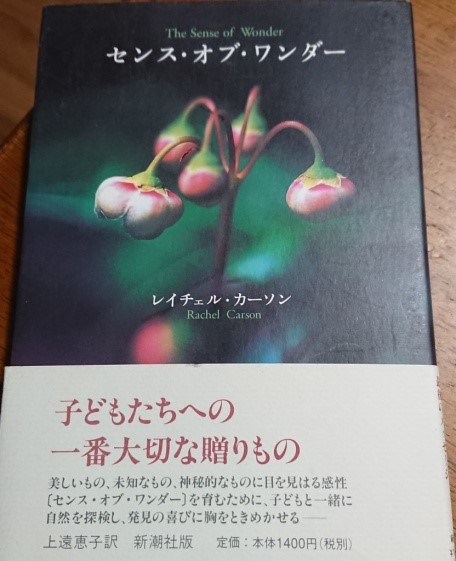 The Sense of Wonder
センス・オブ・ワンダー
レイチェル・カーソン
Rachel Carson
子どもたちへの
一番大切な贈りもの
美しいもの、未知なもの、神秘的なものに目を見はる感性
〔センス・オブ・ワンダー〕を育むために、子どもと一緒に
自然を探検し、発見の喜びに胸をときめかせる——
上遠恵子訳 新潮社版 定価：本体1400円（税別）